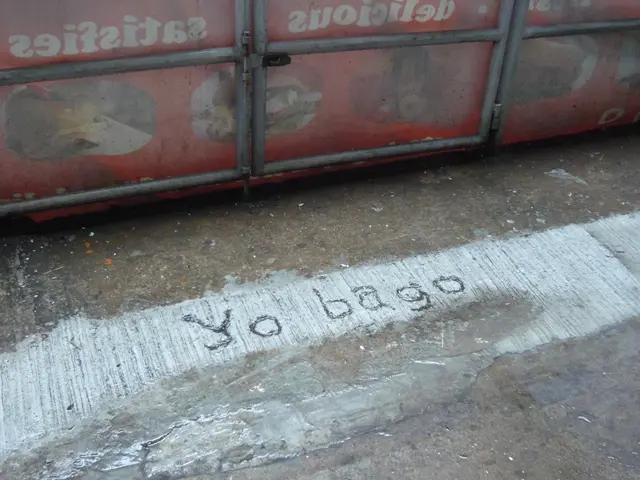 satisfies delicious
Yo bago